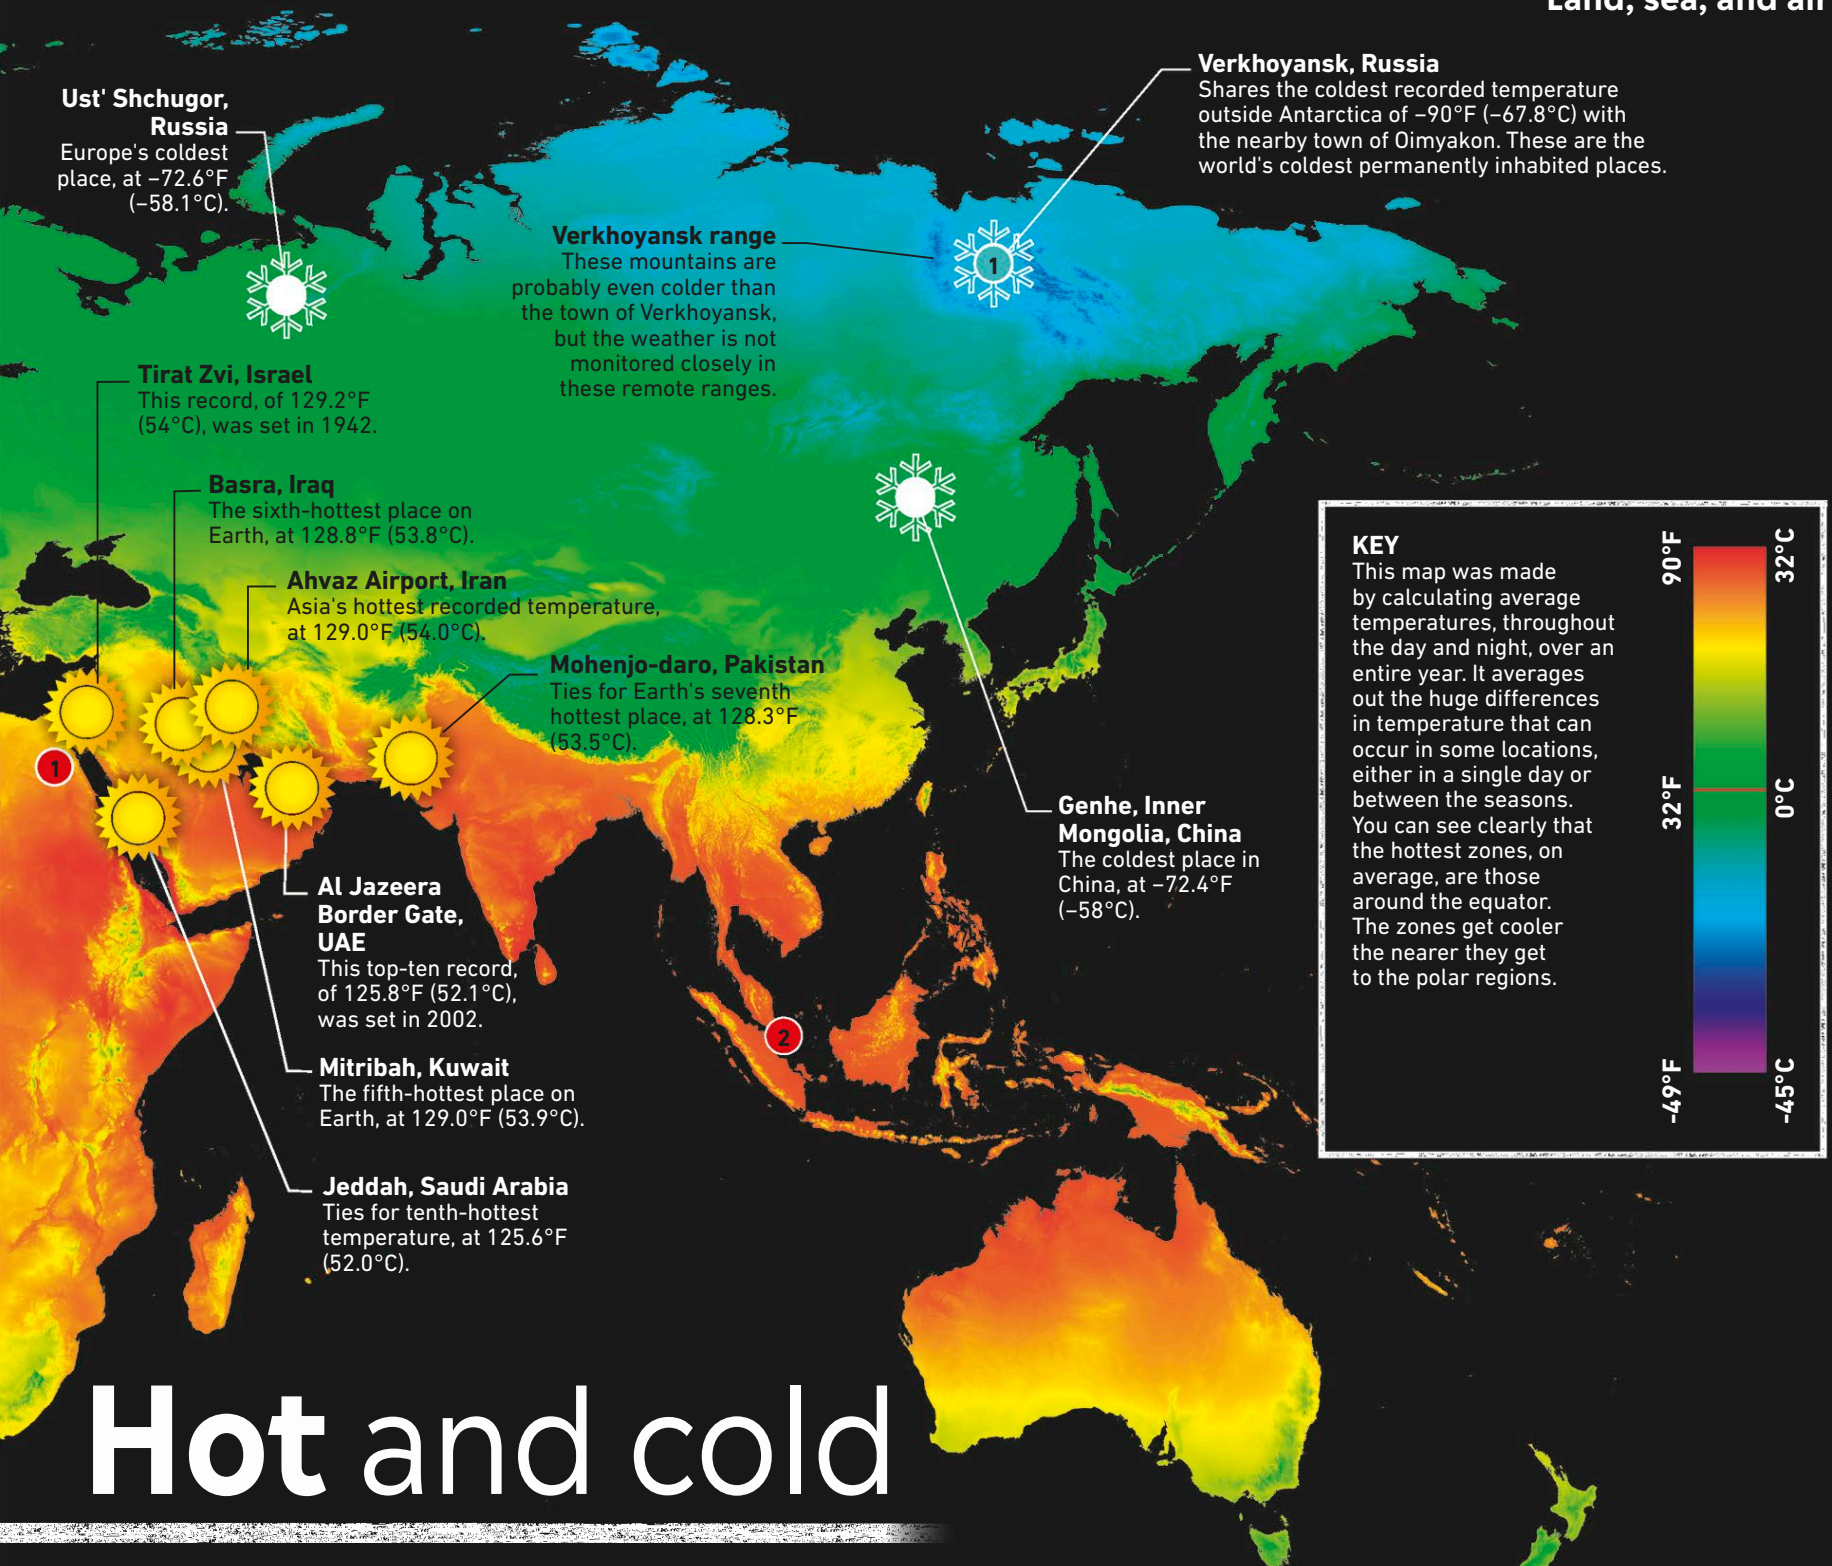 Land, sea, and air
Verkhoyansk, Russia
Shares the coldest recorded temperature
outside Antarctica of –90°F (–67.8°C) with
the nearby town of Oimyakon. These are the
world's coldest permanently inhabited places.
Ust' Shchugor,
Russia
Europe's coldest
place, at –72.6°F
(–58.1°C).
Verkhoyansk range
These mountains are
probably even colder than
the town of Verkhoyansk,
but the weather is not
monitored closely in
these remote ranges.
1
Tirat Zvi, Israel
This record, of 129.2°F
(54°C), was set in 1942.
Basra, Iraq
The sixth-hottest place on
Earth, at 128.8°F (53.8°C).
Ahvaz Airport, Iran
Asia's hottest recorded temperature,
at 129.0°F (54.0°C).
Mohenjo-daro, Pakistan
Ties for Earth's seventh
hottest place, at 128.3°F
(53.5°C).
1
Genhe, Inner
Mongolia, China
The coldest place in
China, at –72.4°F
(–58°C).
Al Jazeera
Border Gate,
UAE
This top-ten record,
of 125.8°F (52.1°C),
was set in 2002.
2
Mitribah, Kuwait
The fifth-hottest place on
Earth, at 129.0°F (53.9°C).
Jeddah, Saudi Arabia
Ties for tenth-hottest
temperature, at 125.6°F
(52.0°C).
KEY
This map was made
by calculating average
temperatures, throughout
the day and night, over an
entire year. It averages
out the huge differences
in temperature that can
occur in some locations,
either in a single day or
between the seasons.
You can see clearly that
the hottest zones, on
average, are those
around the equator.
The zones get cooler
the nearer they get
to the polar regions.
90°F
32°C
32°F
0°C
-49°F
-45°C
Hot and cold